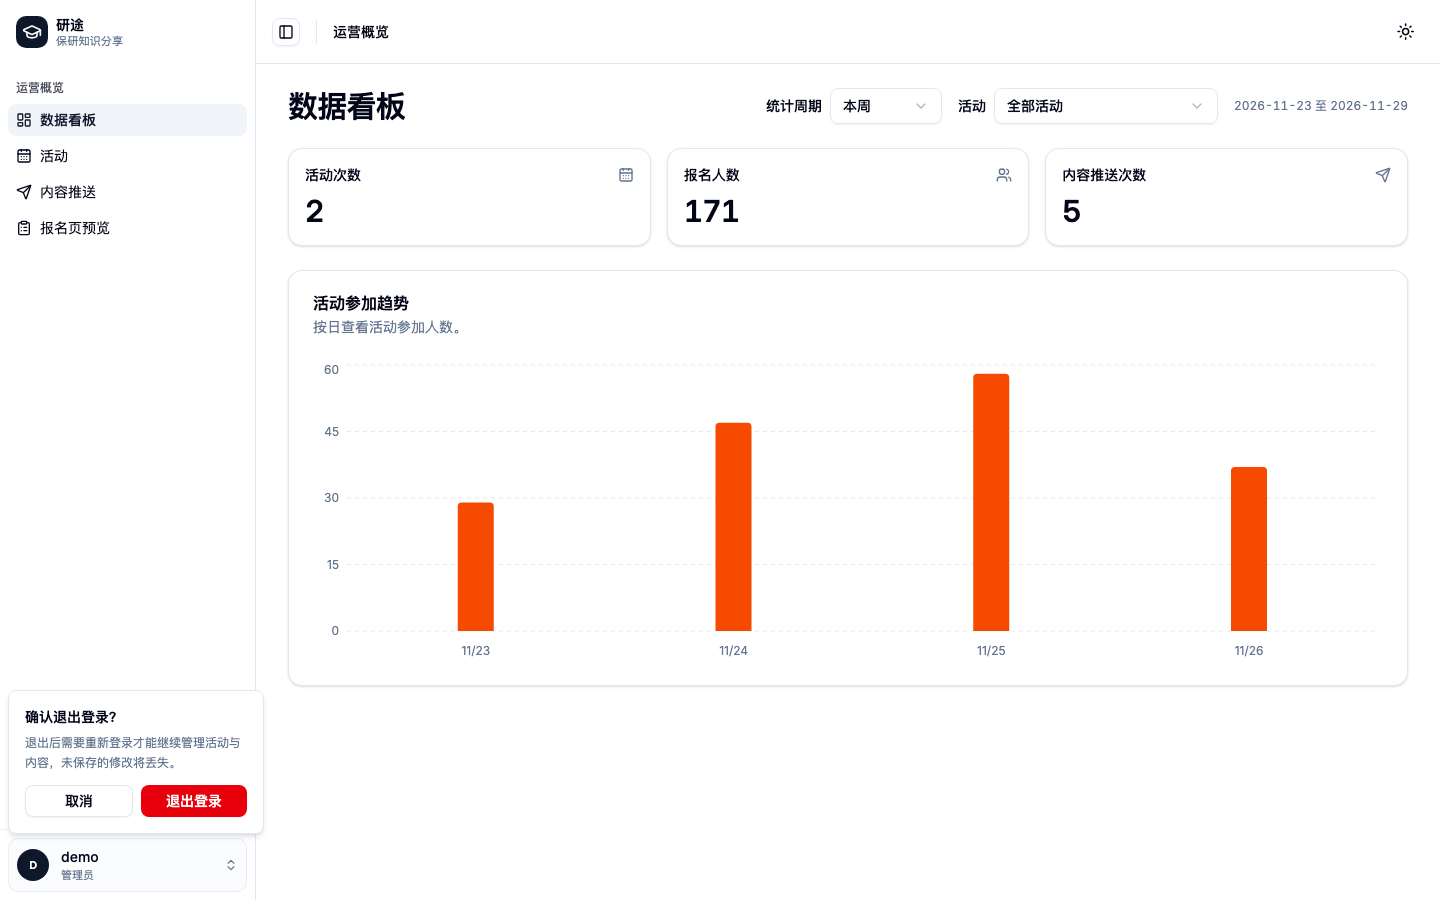 研途
保研知识分享
运营概览
数据看板
活动
内容推送
报名页预览
运营概览
数据看板
统计周期 本周 活动 全部活动 2026-11-23 至 2026-11-29
活动次数
2
报名人数
171
内容推送次数
5
活动参加趋势
按日查看活动参加人数。
60
45
30
15
0
11/23 11/24 11/25 11/26
确认退出登录?
退出后需要重新登录才能继续管理活动与
内容，未保存的修改将丢失。
取消 退出登录
D
demo
管理员